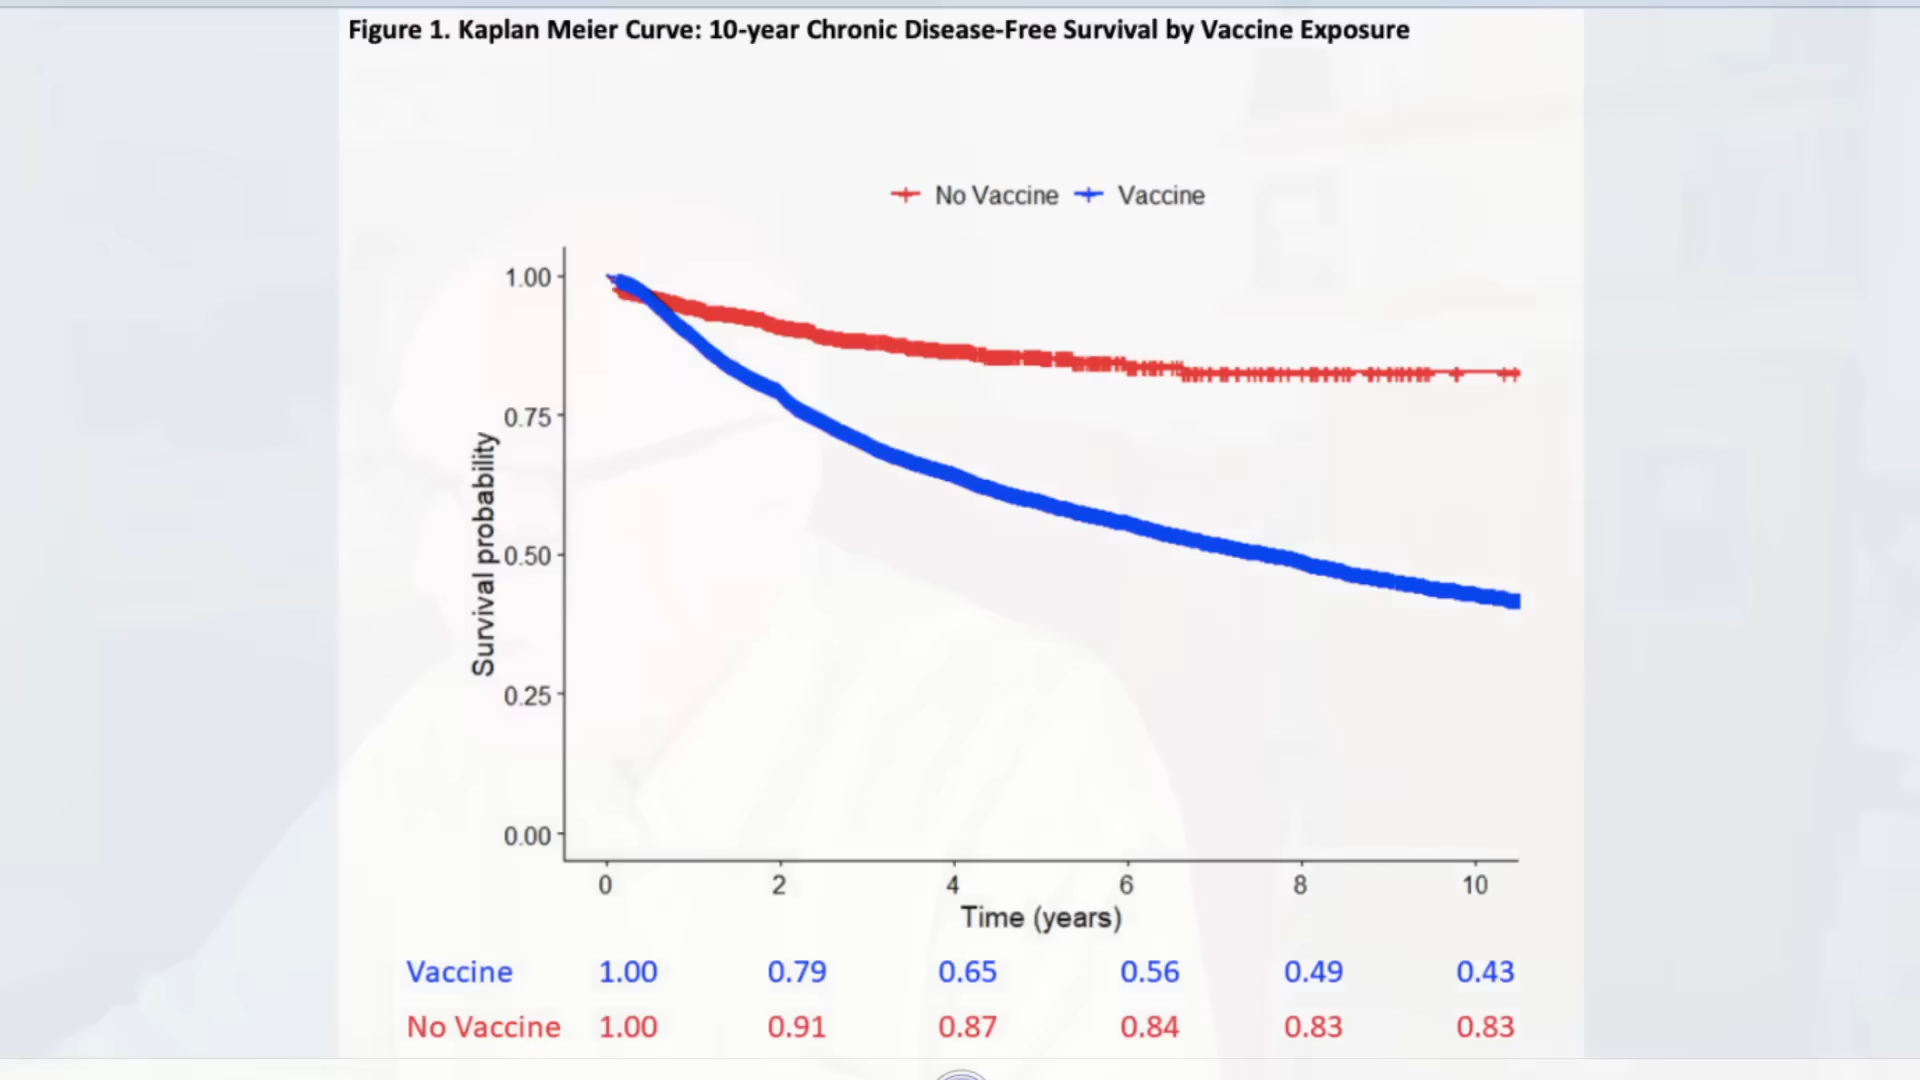 Figure 1. Kaplan Meier Curve: 10-year Chronic Disease-Free Survival by Vaccine Exposure
No Vaccine Vaccine
1.00
0.75
0.50
0.25
0.00
Survival probability
0 2 4 6 8 10
Time (years)
Vaccine 1.00 0.79 0.65 0.56 0.49 0.43
No Vaccine 1.00 0.91 0.87 0.84 0.83 0.83